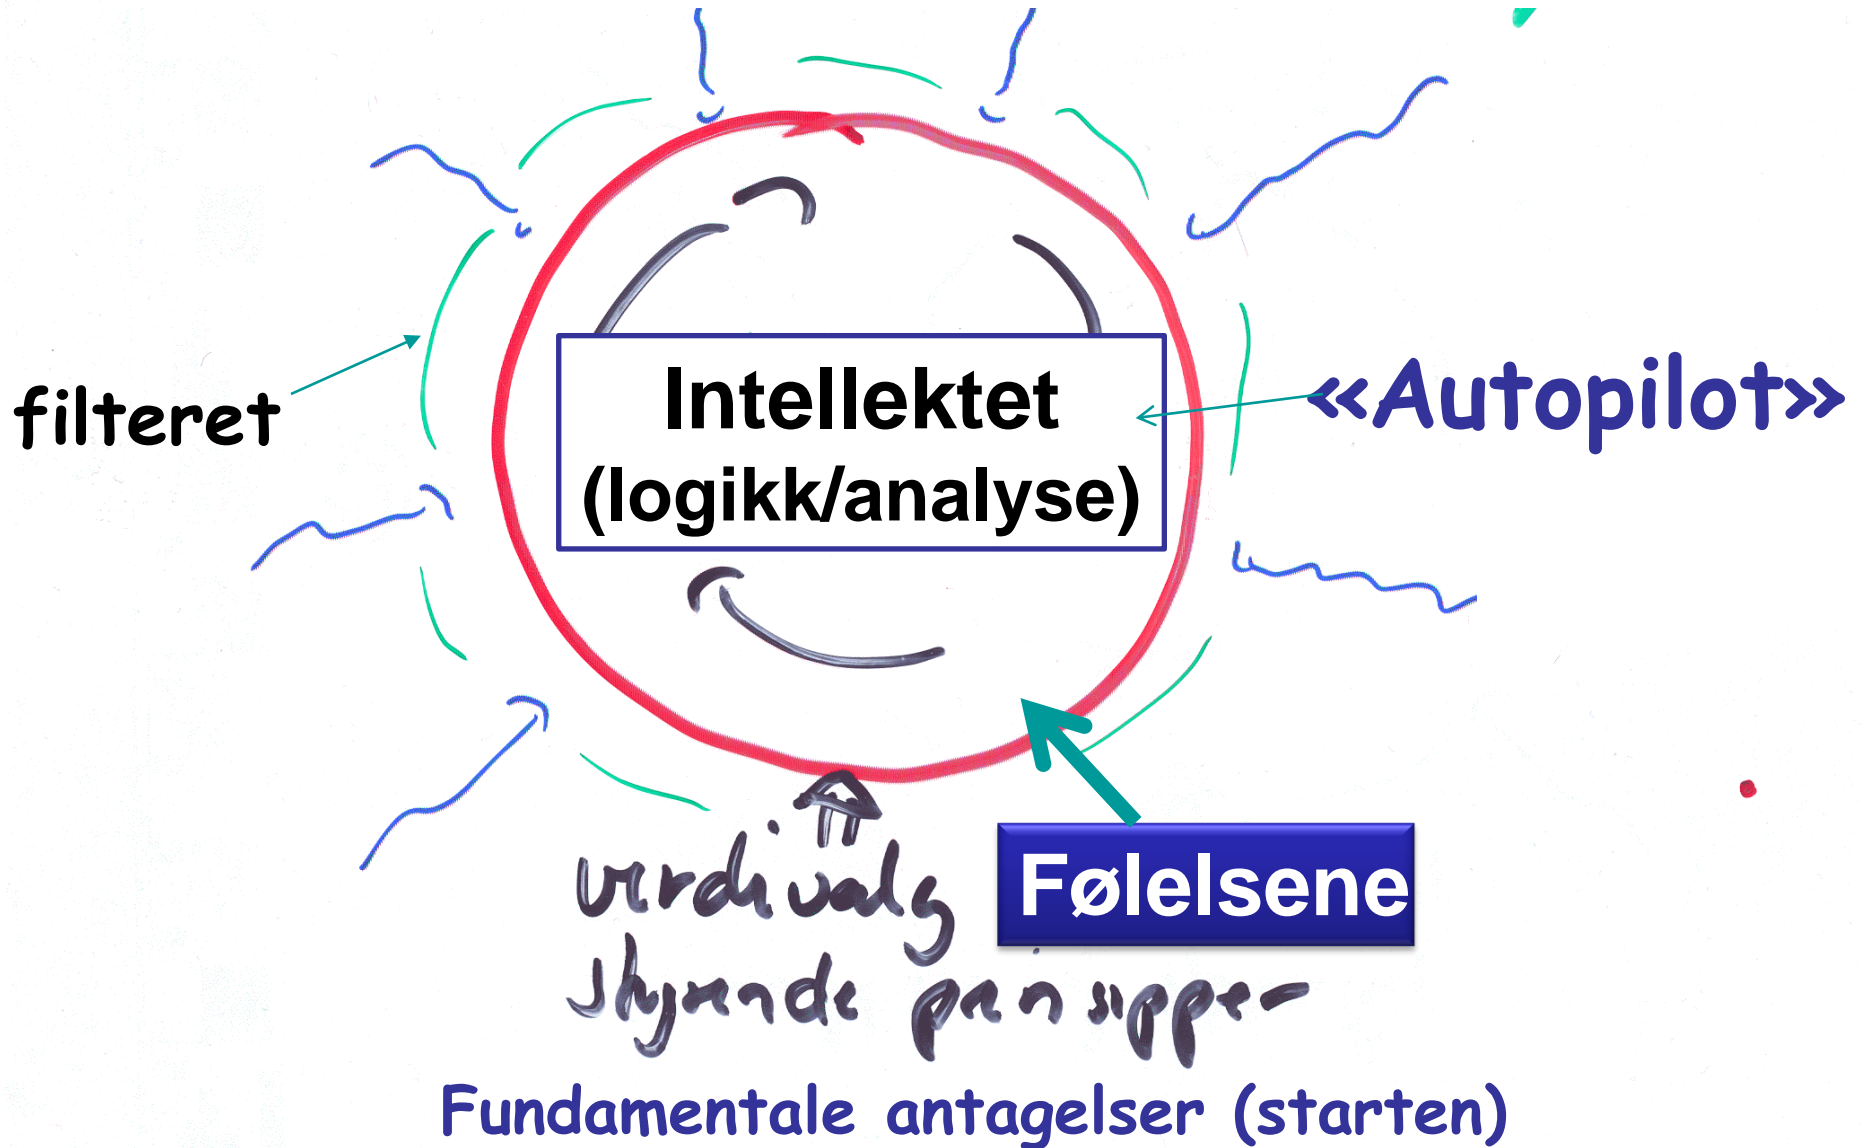 filteret
Intellektet
(logikk/analyse)
«Autopilot»
verdivalg
Følelsene
styrende prinsipper
Fundamentale antagelser (starten)